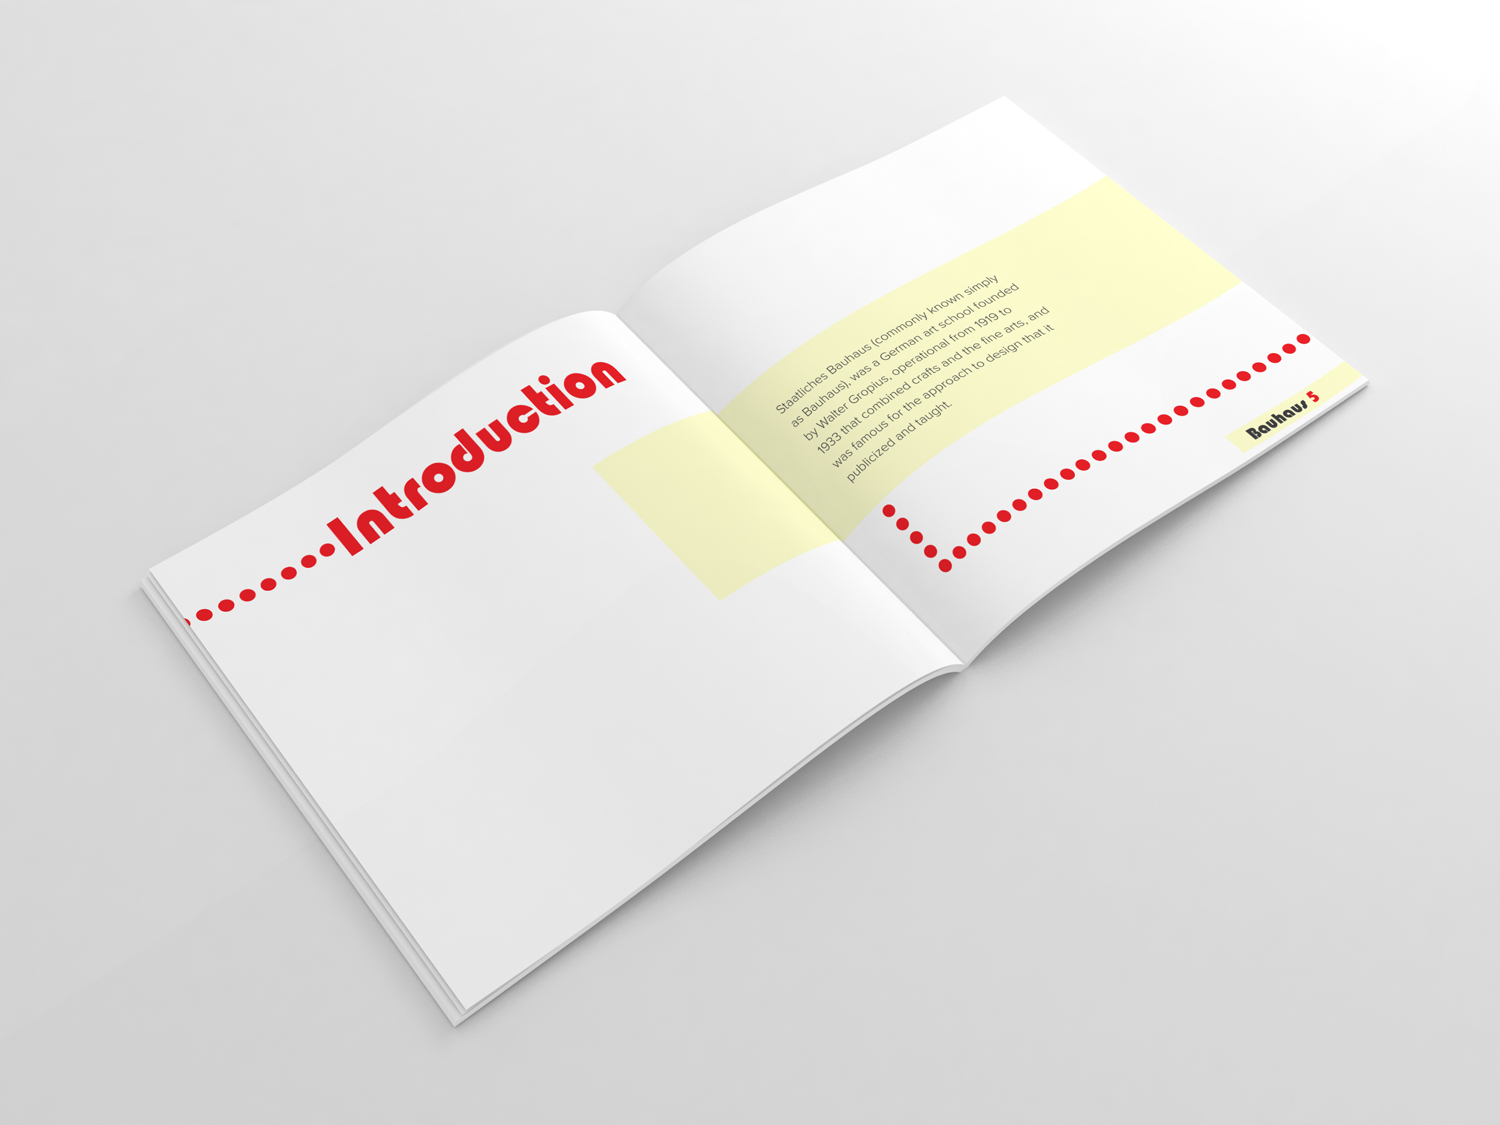 Introduction
Staatliches Bauhaus (commonly known simply
as Bauhaus), was a German art school founded
by Walter Gropius, operational from 1919 to
1933 that combined crafts and the fine arts, and
was famous for the approach to design that it
publicized and taught.
Bauhaus 5